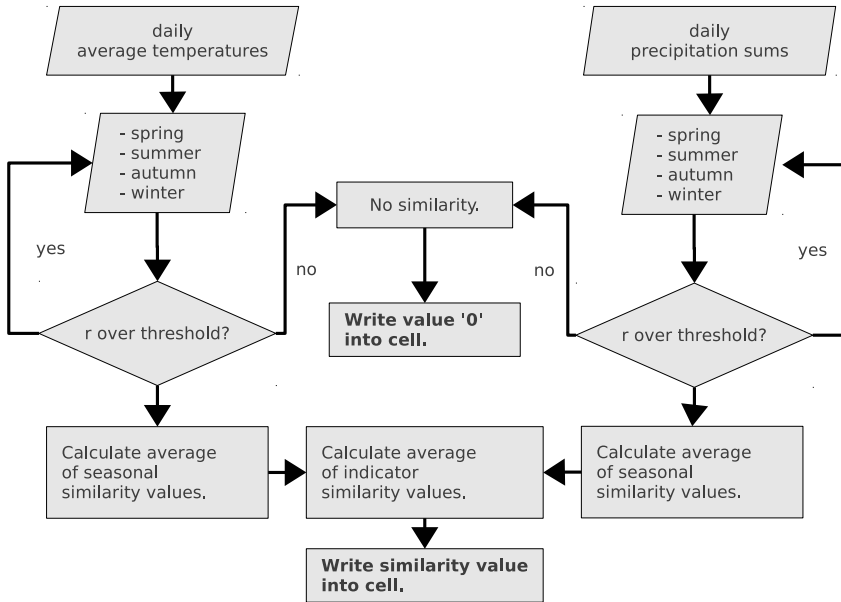 daily
average temperatures
daily
precipitation sums
- spring
- summer
- autumn
- winter
- spring
- summer
- autumn
- winter
No similarity.
yes
no
no
yes
Write value '0'
into cell.
r over threshold?
r over threshold?
Calculate average
of seasonal
similarity values.
Calculate average
of indicator
similarity values.
Calculate average
of seasonal
similarity values.
Write similarity value
into cell.